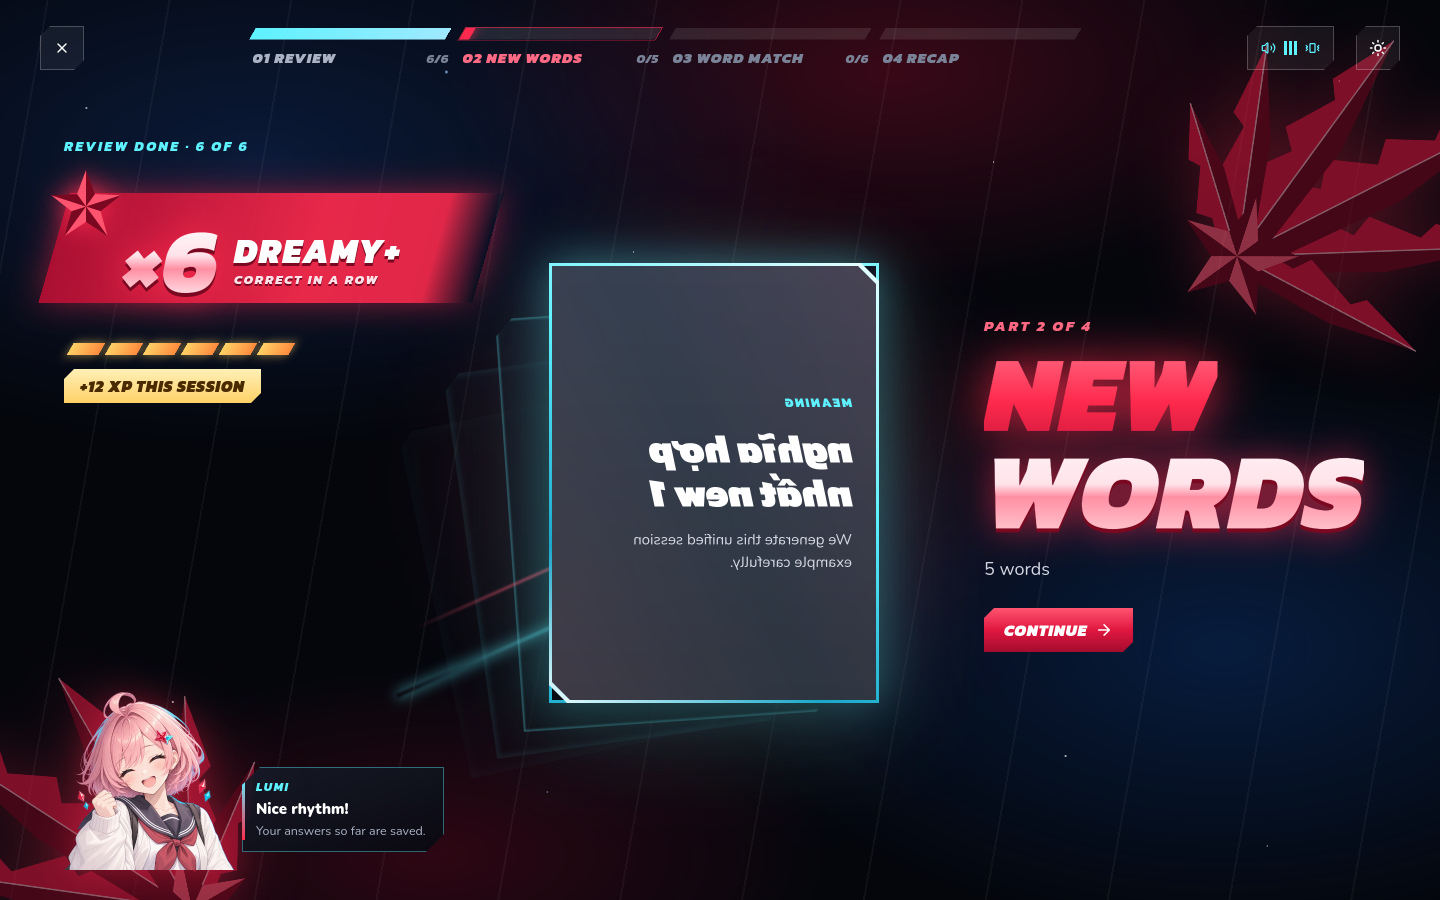 01 REVIEW 6/6
02 NEW WORDS 0/5
03 WORD MATCH 0/6
04 RECAP
REVIEW DONE · 6 OF 6
×6 DREAMY+
CORRECT IN A ROW
+12 XP THIS SESSION
MEANING
nghĩa hợp
nhất new 1
We generate this unified session
example carefully.
PART 2 OF 4
NEW
WORDS
5 words
CONTINUE →
LUMI
Nice rhythm!
Your answers so far are saved.